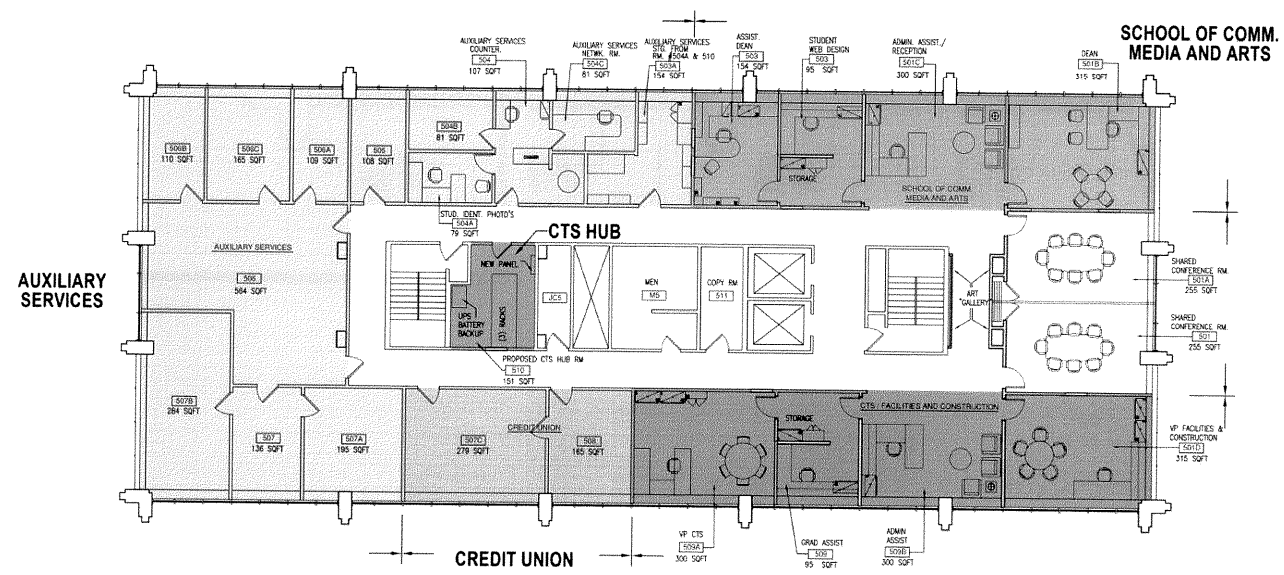 SCHOOL OF COMM.
MEDIA AND ARTS
AUXILIARY SERVICES
COUNTER.
504
107 SQFT
AUXILIARY SERVICES
NETWK. RM.
504C
81 SQFT
AUXILIARY SERVICES
STG. FROM
RM. #504A & 510
503A
154 SQFT
ASSIST.
DEAN
503
154 SQFT
STUDENT
WEB DESIGN
503
95 SQFT
ADMIN. ASSIST./
RECEPTION
501C
300 SQFT
DEAN
501B
315 SQFT
506B
110 SQFT
506C
165 SQFT
506A
109 SQFT
505
108 SQFT
504B
81 SQFT
STORAGE
SCHOOL OF COMM.
MEDIA AND ARTS
STUD. IDENT. PHOTO'S
504A
79 SQFT
CTS HUB
NEW PANEL
AUXILIARY
SERVICES
AUXILIARY SERVICES
506
564 SQFT
UPS
BATTERY
BACKUP
(3) RACKS
JC5
MEN
M5
COPY RM.
511
ART
"GALLERY"
SHARED
CONFERENCE RM.
501A
255 SQFT
SHARED
CONFERENCE RM.
501
255 SQFT
PROPOSED CTS HUB RM
510
151 SQFT
507B
284 SQFT
507
136 SQFT
507A
195 SQFT
507C
279 SQFT
CREDIT UNION
508
165 SQFT
STORAGE
CTS / FACILITIES AND CONSTRUCTION
VP FACILITIES &
CONSTRUCTION
501D
315 SQFT
CREDIT UNION
VP CTS
509A
300 SQFT
GRAD ASSIST
509
95 SQFT
ADMIN
ASSIST
509B
300 SQFT